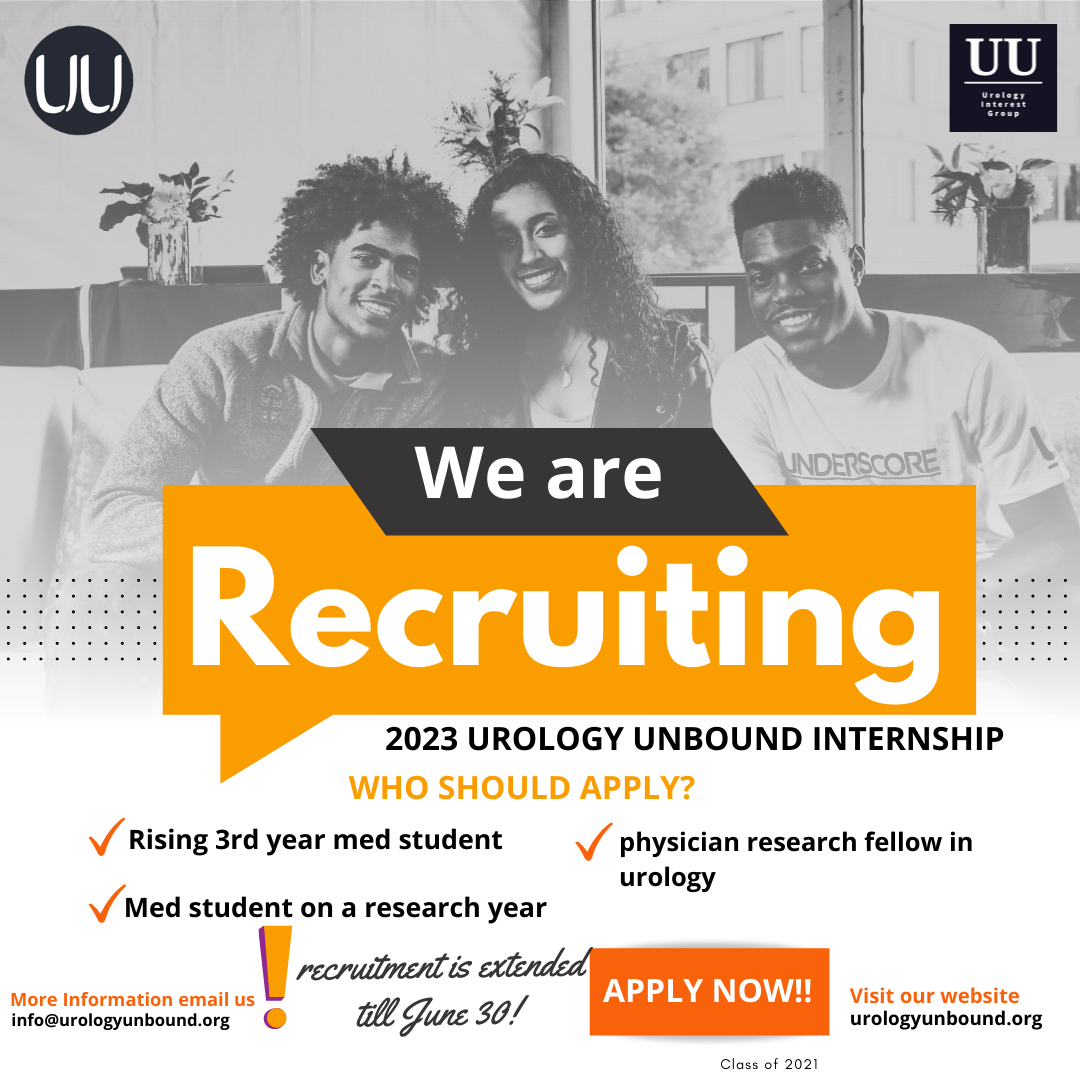 UU
UU
Urology
Interest
Group
UNDERSCORE
We are
Recruiting
2023 UROLOGY UNBOUND INTERNSHIP
WHO SHOULD APPLY?
Rising 3rd year med student
Med student on a research year
physician research fellow in
urology
! recruitment is extended
till June 30!
More Information email us
info@urologyunbound.org
APPLY NOW!!
Visit our website
urologyunbound.org
Class of 2021